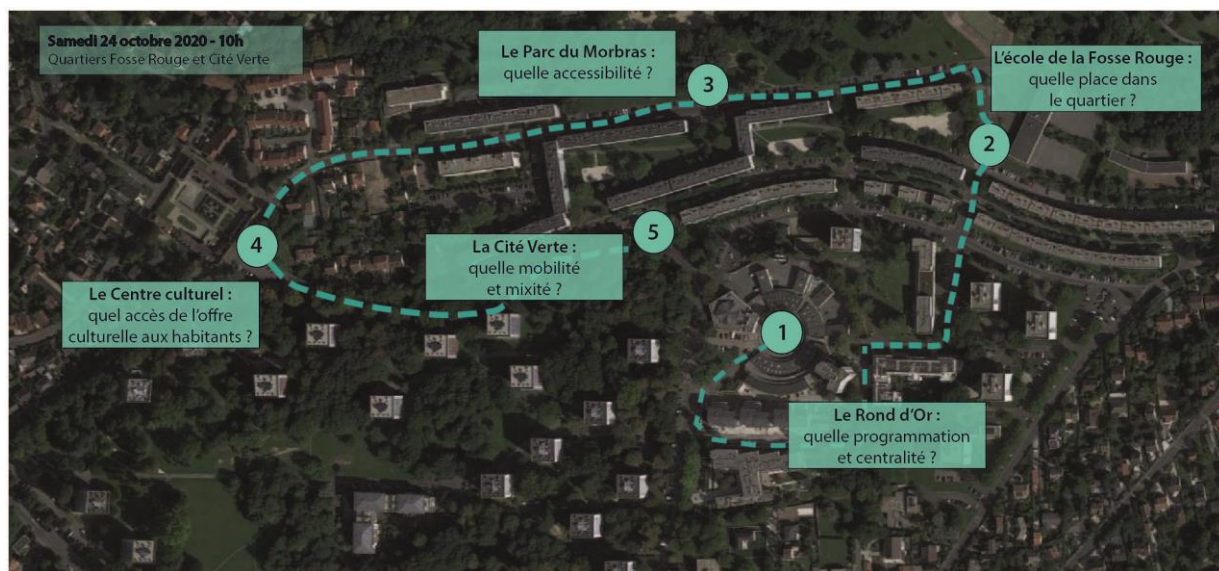 Samedi 24 octobre 2020 - 10h
Quartiers Fosse Rouge et Cité Verte
Le Parc du Morbras :
quelle accessibilité ?
3
L'école de la Fosse Rouge :
quelle place dans
le quartier ?
2
4
Le Centre culturel :
quel accès de l'offre
culturelle aux habitants ?
La Cité Verte :
quelle mobilité
et mixité ?
5
1
Le Rond d'Or :
quelle programmation
et centralité ?